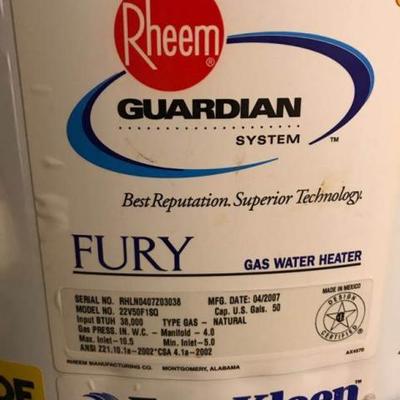 Rheem®
GUARDIAN
SYSTEM™
Best Reputation. Superior Technology.
FURY GAS WATER HEATER
SERIAL NO. RHLN0407Z03038 MFG. DATE: 04/2007
MODEL NO. 22V50F1SQ Cap. U.S. Gals. 50
Input BTUH 38,000 TYPE GAS - NATURAL
Gas PRESS. IN. W.C. - Manifold - 4.0
Max. Inlet - 10.5 Min. Inlet - 5.0
ANSI Z21.10.1a-2002•CSA 4.1a-2002
RHEEM MANUFACTURING CO. MONTGOMERY, ALABAMA
MADE IN MEXICO
DESIGN
CERTIFIED